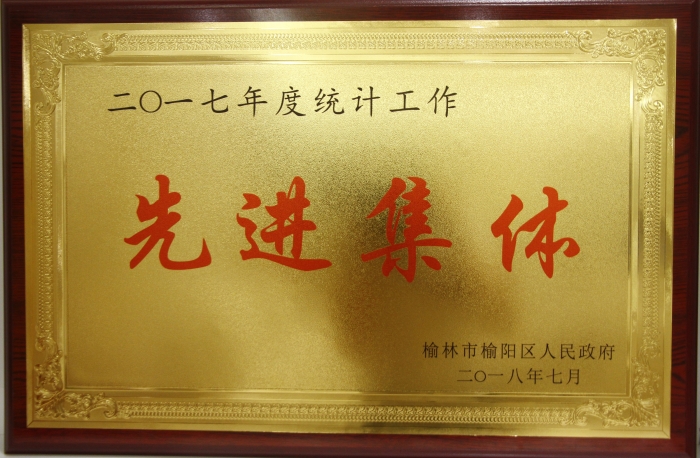 二〇一七年度统计工作
先进集体
榆林市榆阳区人民政府
二〇一八年七月